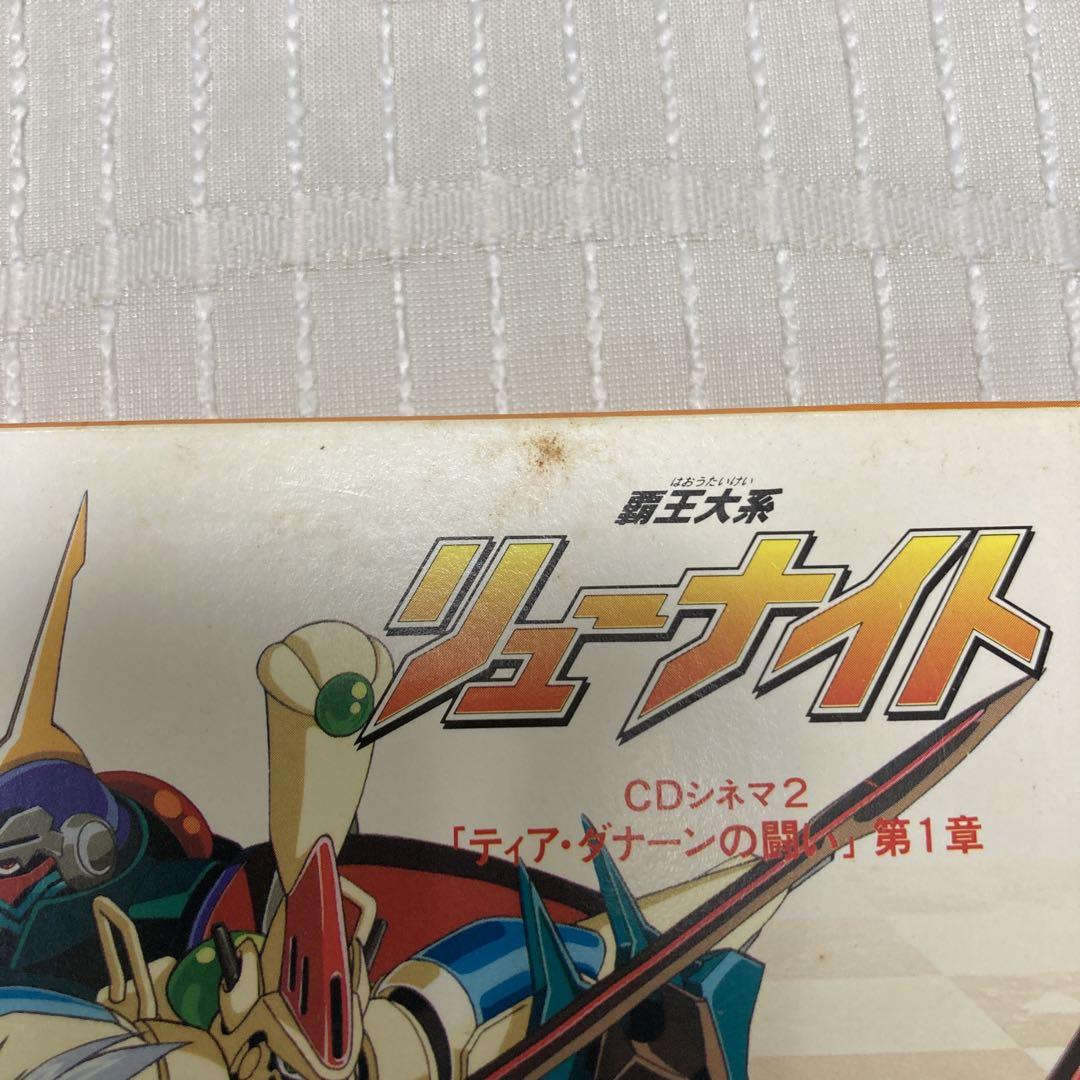 はおうたいけい
覇王大系
リューナイト
CDシネマ2
「ティア・ダナーンの闘い」第1章